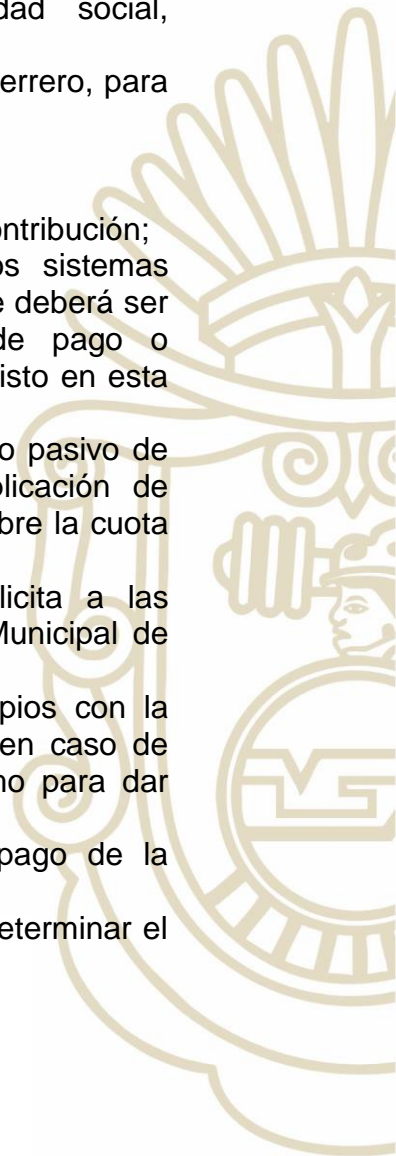 dad social,
errero, para
ontribución;
os sistemas
e deberá ser
de pago o
isto en esta
o pasivo de
licación de
bre la cuota
licita a las
Municipal de
pios con la
en caso de
no para dar
pago de la
eterminar el